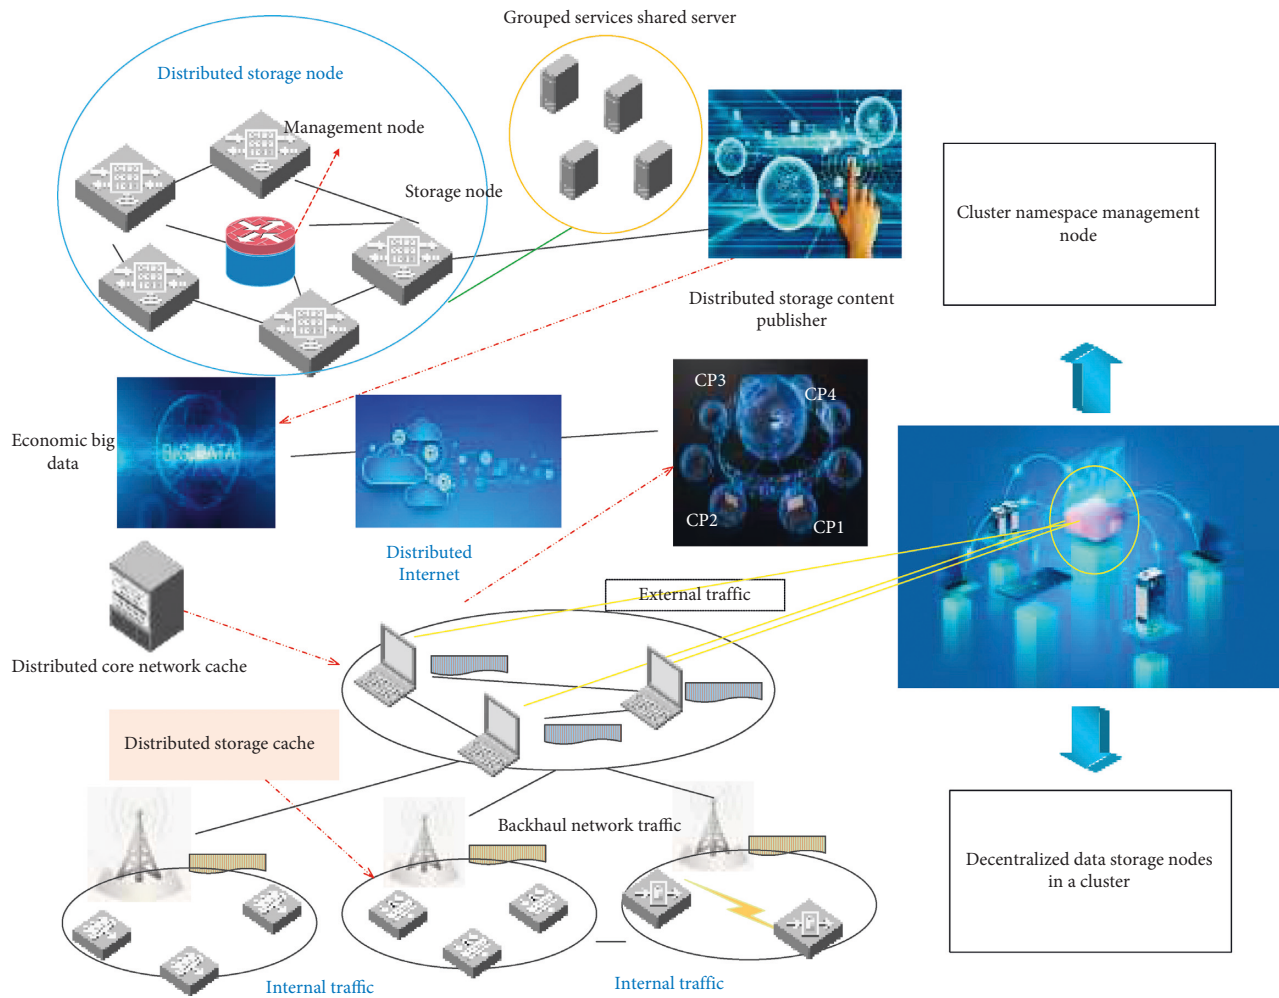 Grouped services shared server
Distributed storage node
Management node
Storage node
Cluster namespace management
node
Distributed storage content
publisher
CP3
CP4
Economic big
data
BIG DATA
CP2
CP1
Distributed
Internet
External traffic
Distributed core network cache
Distributed storage cache
Backhaul network traffic
Decentralized data storage nodes
in a cluster
Internal traffic
Internal traffic